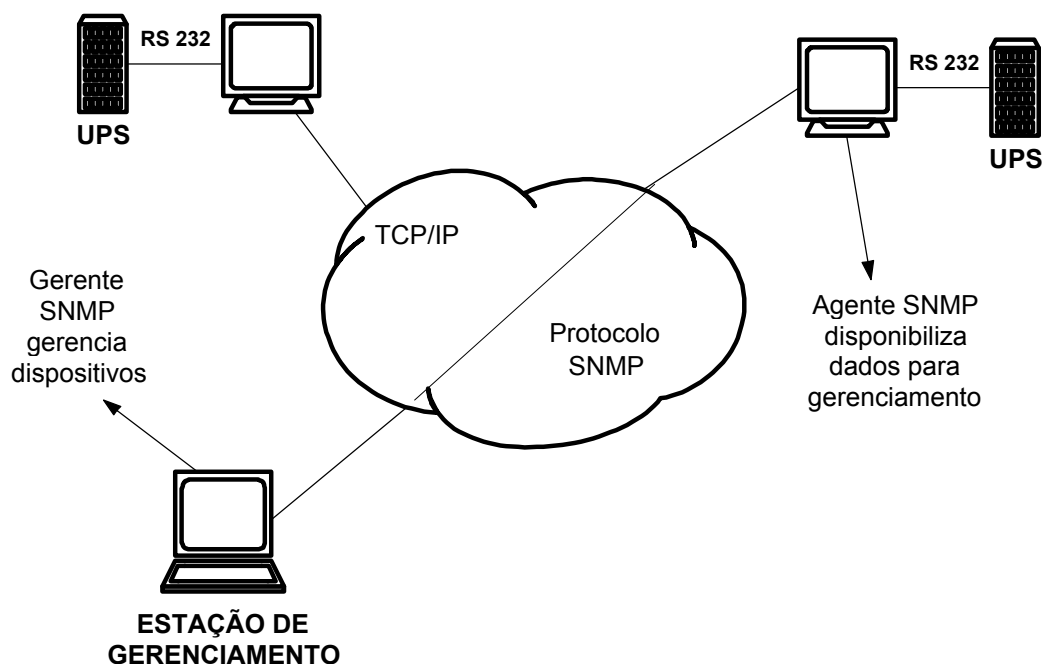 RS 232
UPS
RS 232
UPS
TCP/IP
Gerente
SNMP
gerencia
dispositivos
Protocolo
SNMP
Agente SNMP
disponibiliza
dados para
gerenciamento
ESTAÇÃO DE
GERENCIAMENTO